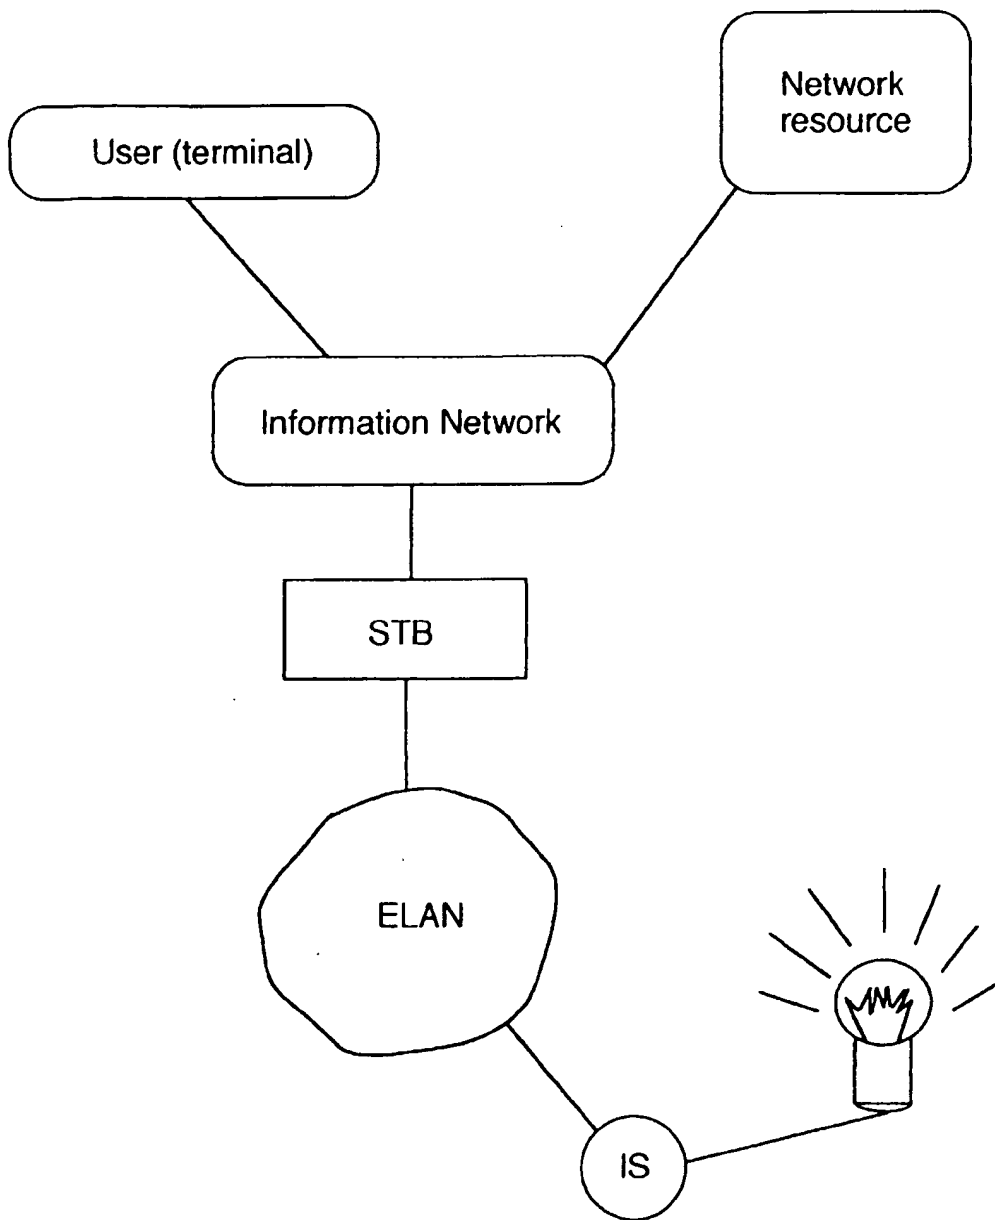 Network
resource
User (terminal)
Information Network
STB
ELAN
IS